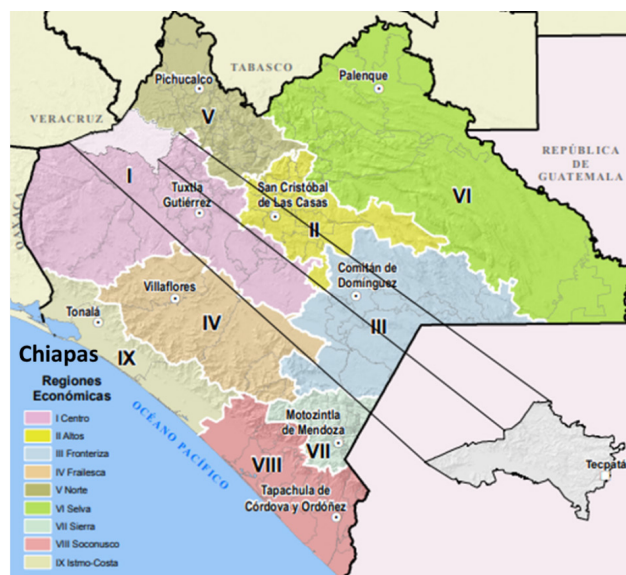 TABASCO
Pichucalco
Palenque
V
VERACRUZ
REPÚBLICA
DE
GUATEMALA
I
Tuxtla
Gutiérrez
San Cristóbal
de Las Casas
VI
OAXACA
II
Comitán de
Domínguez
Villaflores
Tonalá
IV
III
Chiapas
IX
Regiones
Económicas
I Centro
II Altos
III Fronteriza
IV Frailesca
V Norte
VI Selva
VII Sierra
VIII Soconusco
IX Istmo-Costa
OCÉANO PACÍFICO
Motozintla
de Mendoza
VII
VIII
Tapachula de
Córdova y Ordóñez
Tecpatá